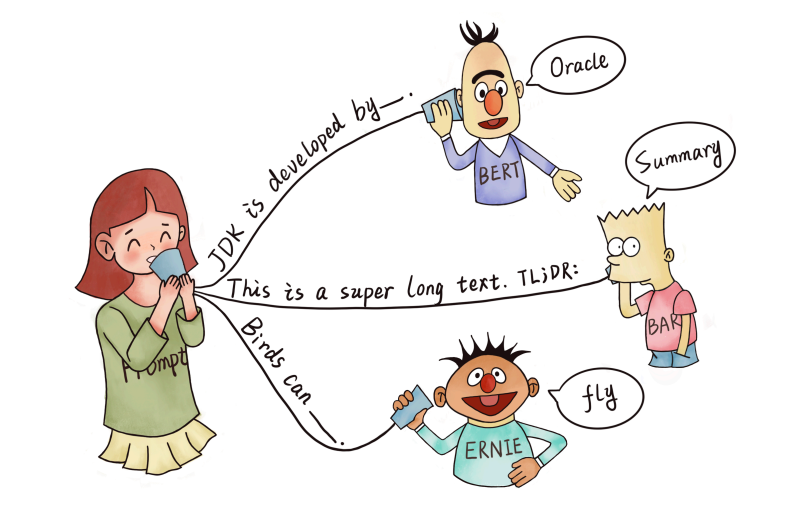 JDK is developed by—.
Oracle
BERT
Summary
This is a super long text. TL;DR:
BAR
Prompt
Birds can —.
fly
ERNIE